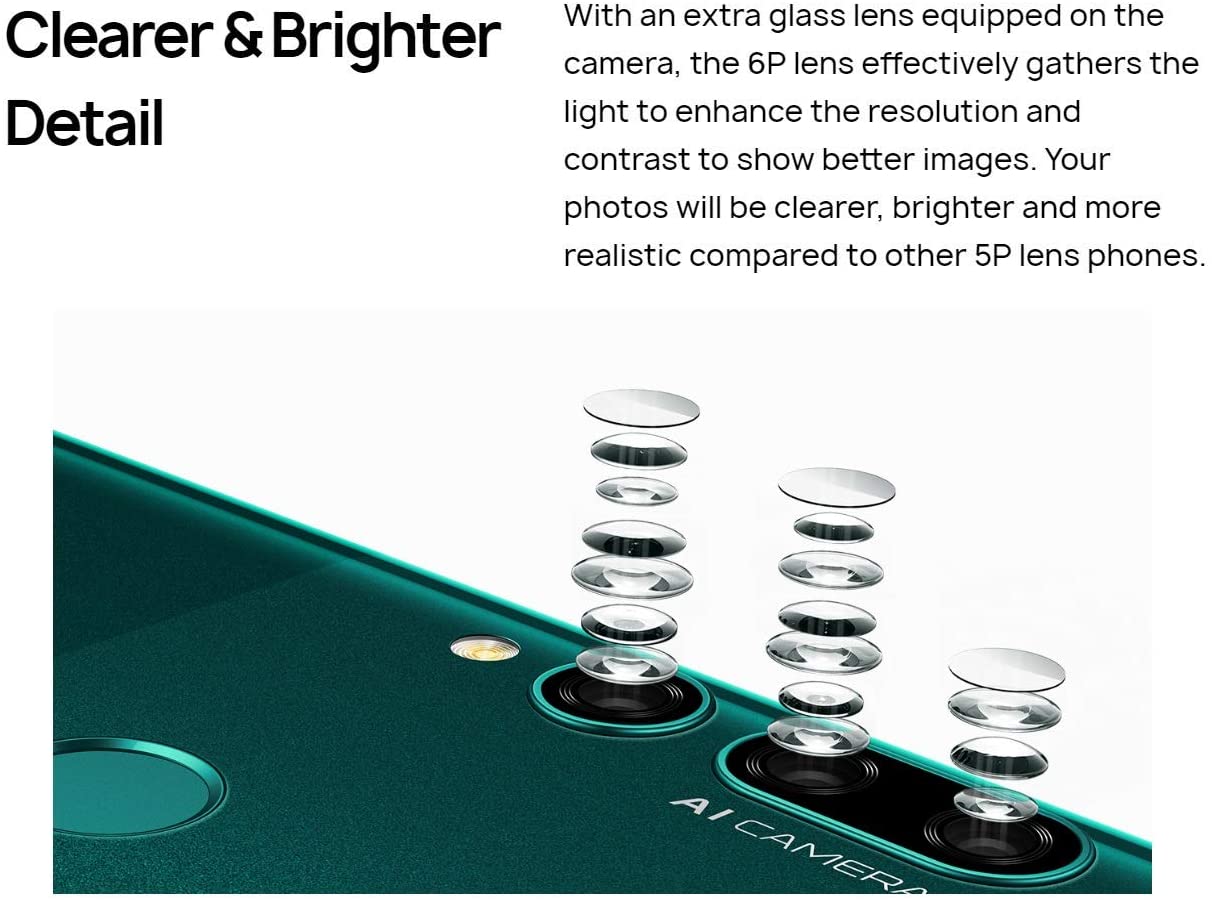 Clearer & Brighter
Detail
With an extra glass lens equipped on the
camera, the 6P lens effectively gathers the
light to enhance the resolution and
contrast to show better images. Your
photos will be clearer, brighter and more
realistic compared to other 5P lens phones.
AI CAMERA